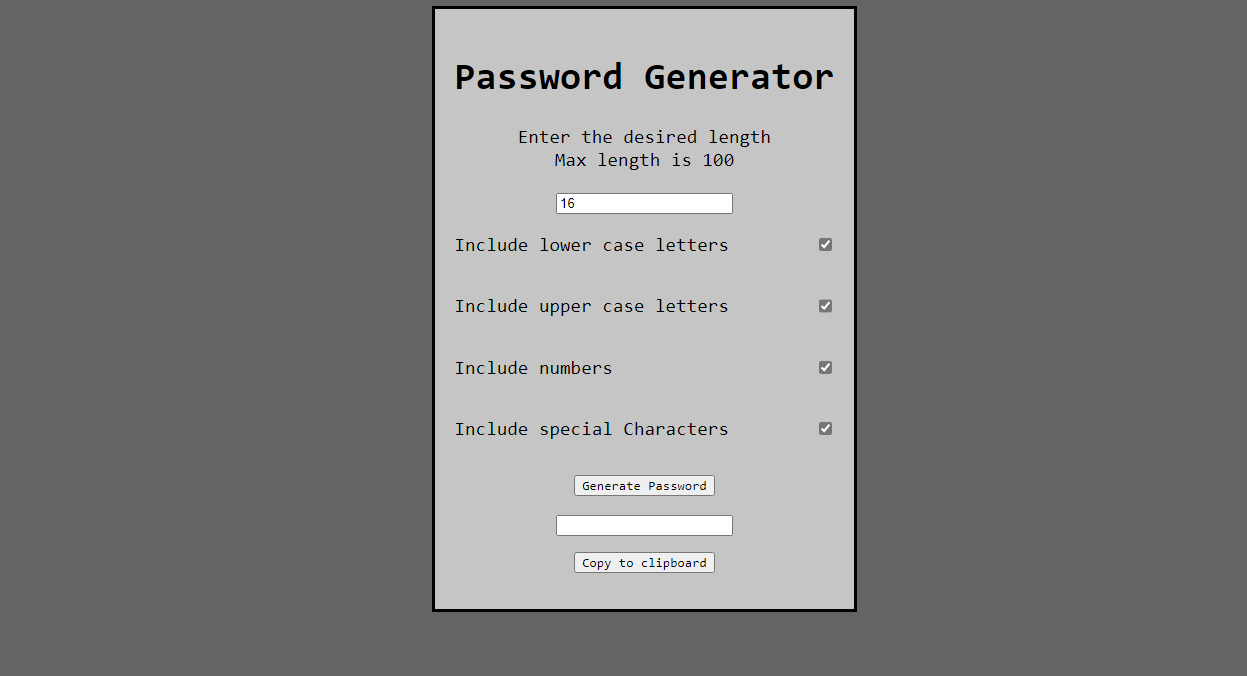 Password Generator
Enter the desired length
Max length is 100
16
Include lower case letters
Include upper case letters
Include numbers
Include special Characters
Generate Password
Copy to clipboard